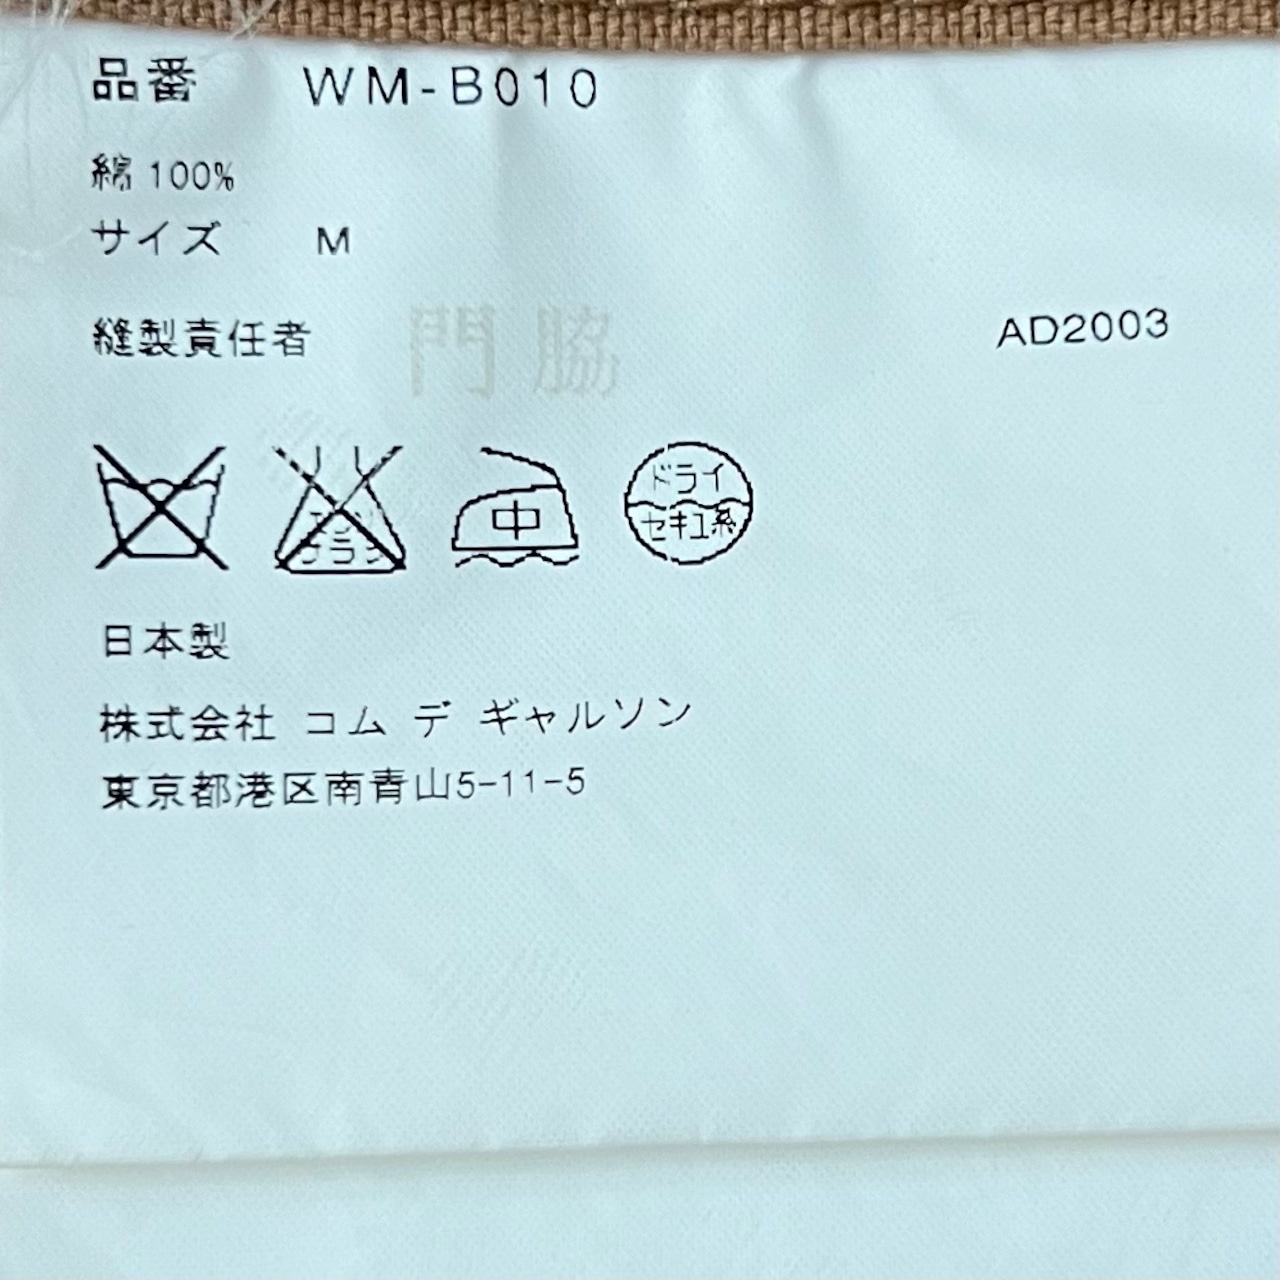 品番 WM-B010
綿 100%
サイズ M
縫製責任者 門脇 AD2003
中
ドライ
セキユ系
日本製
株式会社 コム デ ギャルソン
東京都港区南青山5-11-5